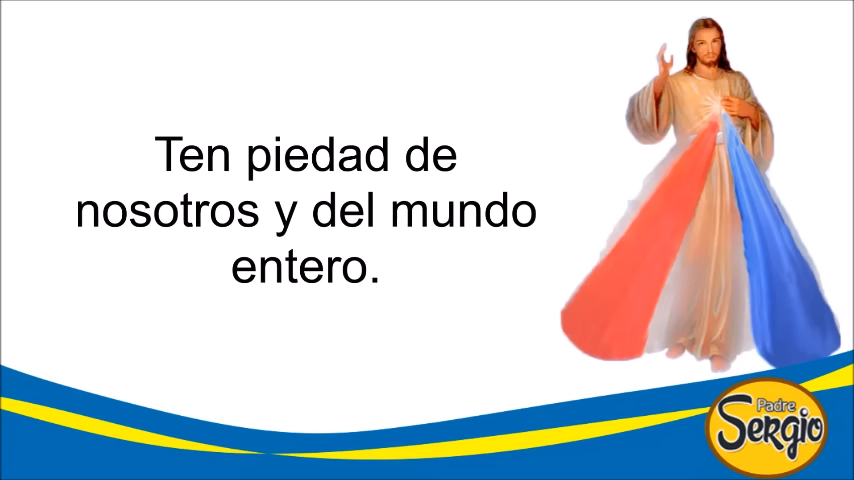 Ten piedad de
nosotros y del mundo
entero.
Padre
Sergio